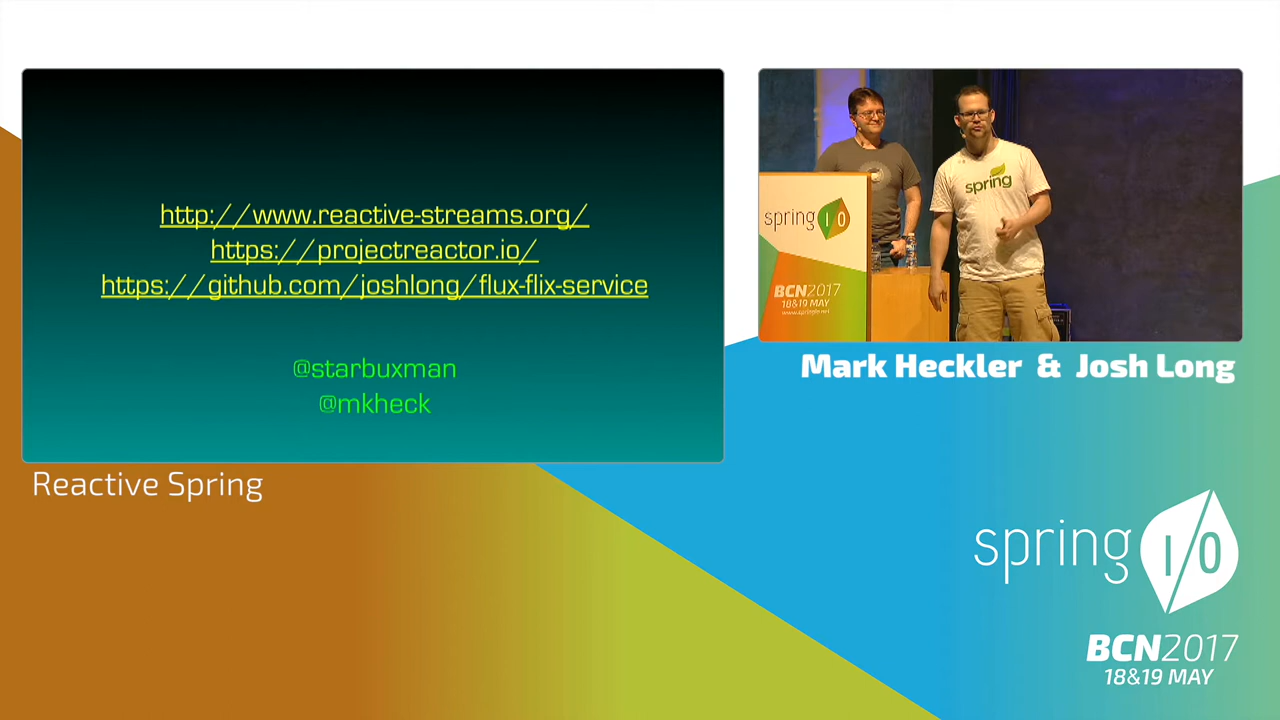 http://www.reactive-streams.org/
https://projectreactor.io/
https://github.com/joshlong/flux-flix-service
@starbuxman
@mkheck
spring
spring I/O
BCN2017
18&19 MAY
Mark Heckler & Josh Long
Reactive Spring
spring I/O
BCN2017
18&19 MAY